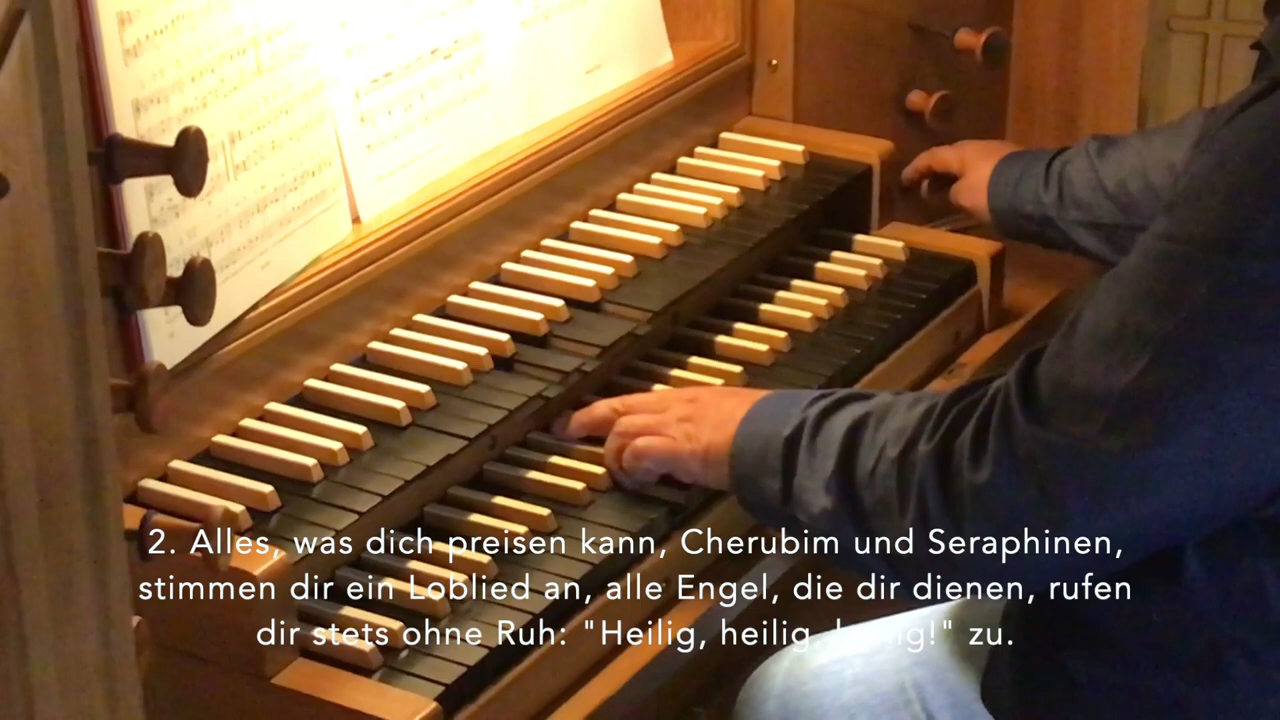 2. Alles, was dich preisen kann, Cherubim und Seraphinen,
stimmen dir ein Loblied an, alle Engel, die dir dienen, rufen
dir stets ohne Ruh: "Heilig, heilig, heilig!" zu.